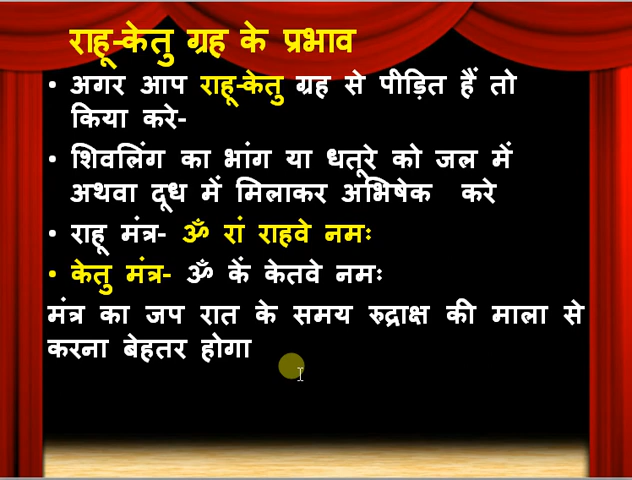 राहू-केतु ग्रह के प्रभाव
• अगर आप राहू-केतु ग्रह से पीड़ित हैं तो
किया करे-
• शिवलिंग का भांग या धतूरे को जल में
अथवा दूध में मिलाकर अभिषेक करे
• राहू मंत्र- ॐ रां राहवे नमः
• केतु मंत्र- ॐ कें केतवे नमः
मंत्र का जप रात के समय रुद्राक्ष की माला से
करना बेहतर होगा